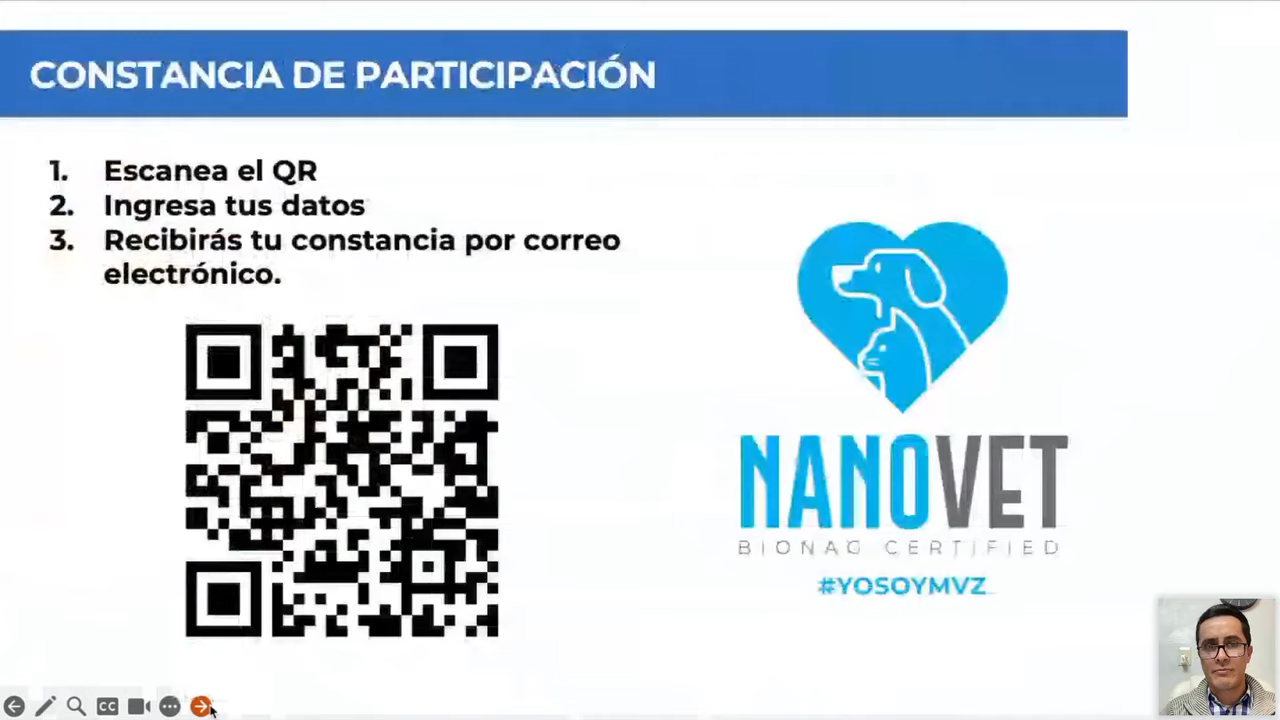 CONSTANCIA DE PARTICIPACIÓN
1. Escanea el QR
2. Ingresa tus datos
3. Recibirás tu constancia por correo
electrónico.
NANOVET
BIONAG CERTIFIED
#YOSOYMVZ
CC